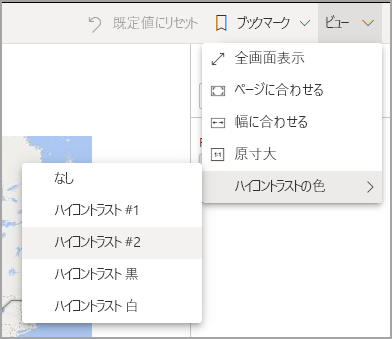 既定値にリセット ブックマーク ビュー
全画面表示
ページに合わせる
幅に合わせる
原寸大
ハイコントラストの色
なし
ハイコントラスト #1
ハイコントラスト #2
ハイコントラスト 黒
ハイコントラスト 白